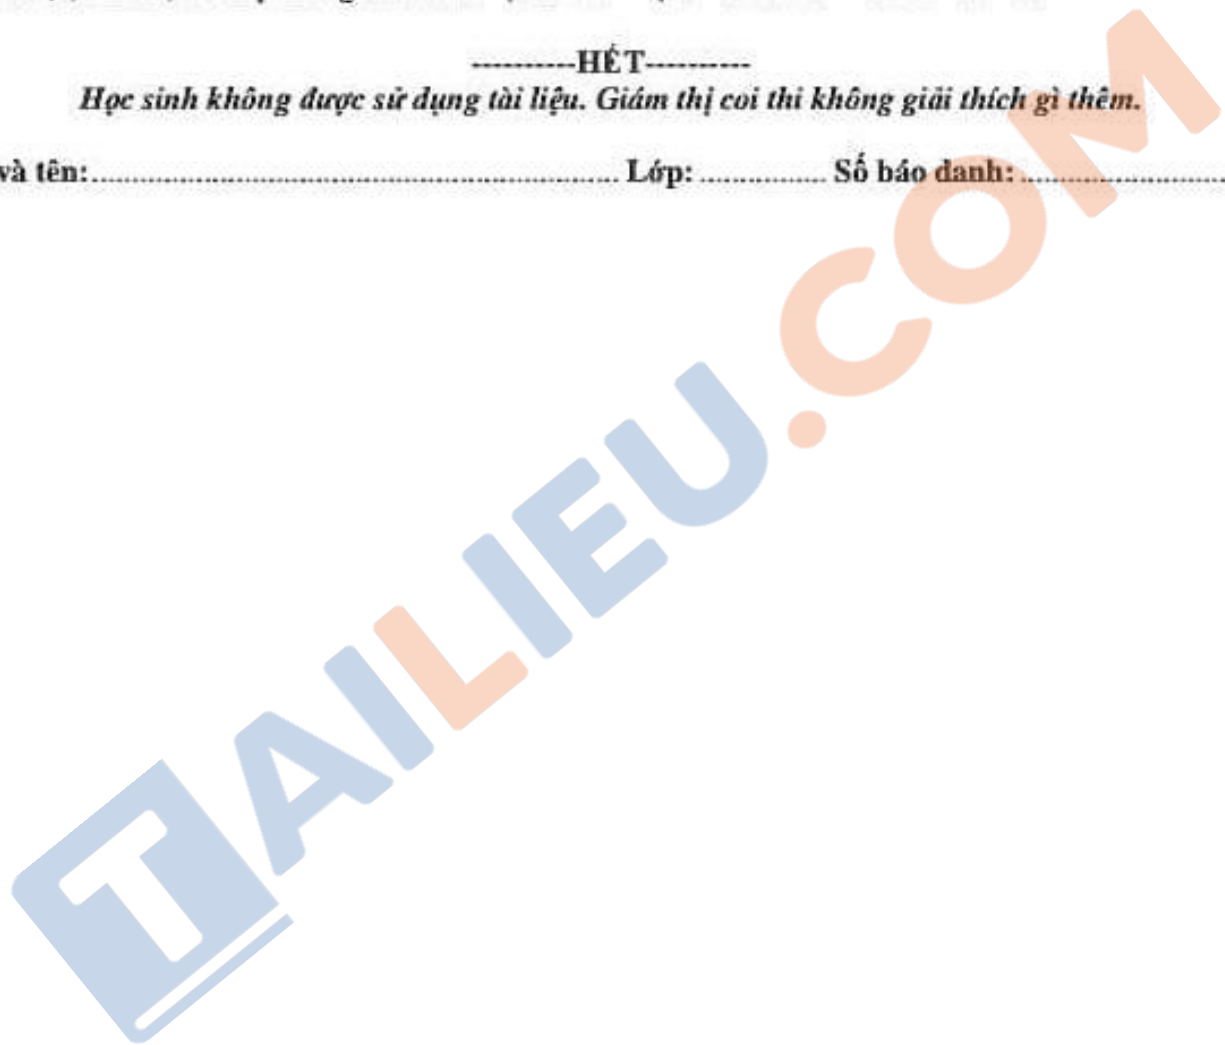 ----------HẾT----------
Học sinh không được sử dụng tài liệu. Giám thị coi thi không giải thích gì thêm.
và tên: ................................................................ Lớp: ................ Số báo danh: ..........................
TAILIEU.COM